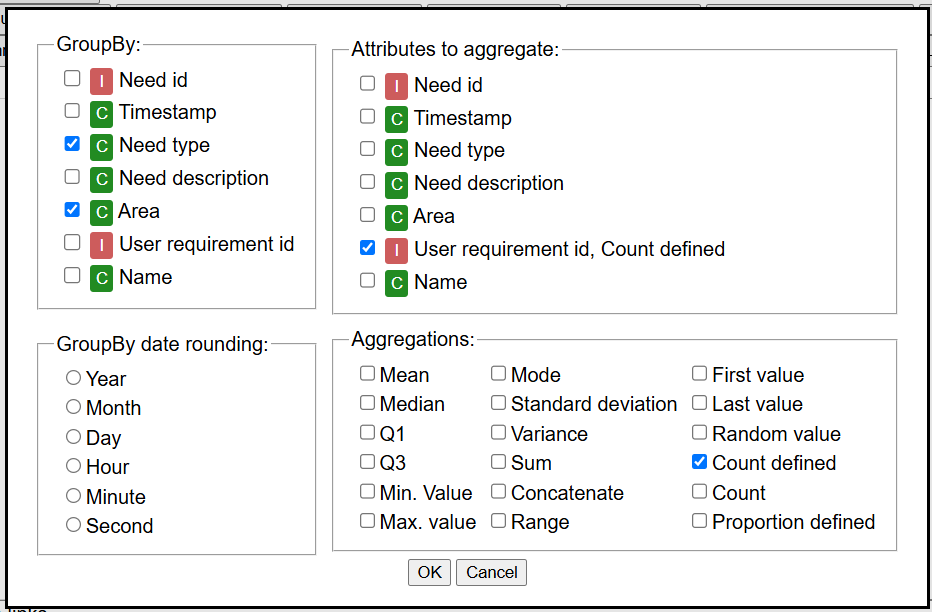 GroupBy:
I Need id
C Timestamp
C Need type
C Need description
C Area
I User requirement id
C Name
Attributes to aggregate:
I Need id
C Timestamp
C Need type
C Need description
C Area
I User requirement id, Count defined
C Name
GroupBy date rounding:
Year
Month
Day
Hour
Minute
Second
Aggregations:
Mean
Median
Q1
Q3
Min. Value
Max. value
Mode
Standard deviation
Variance
Sum
Concatenate
Range
First value
Last value
Random value
Count defined
Count
Proportion defined
OK Cancel